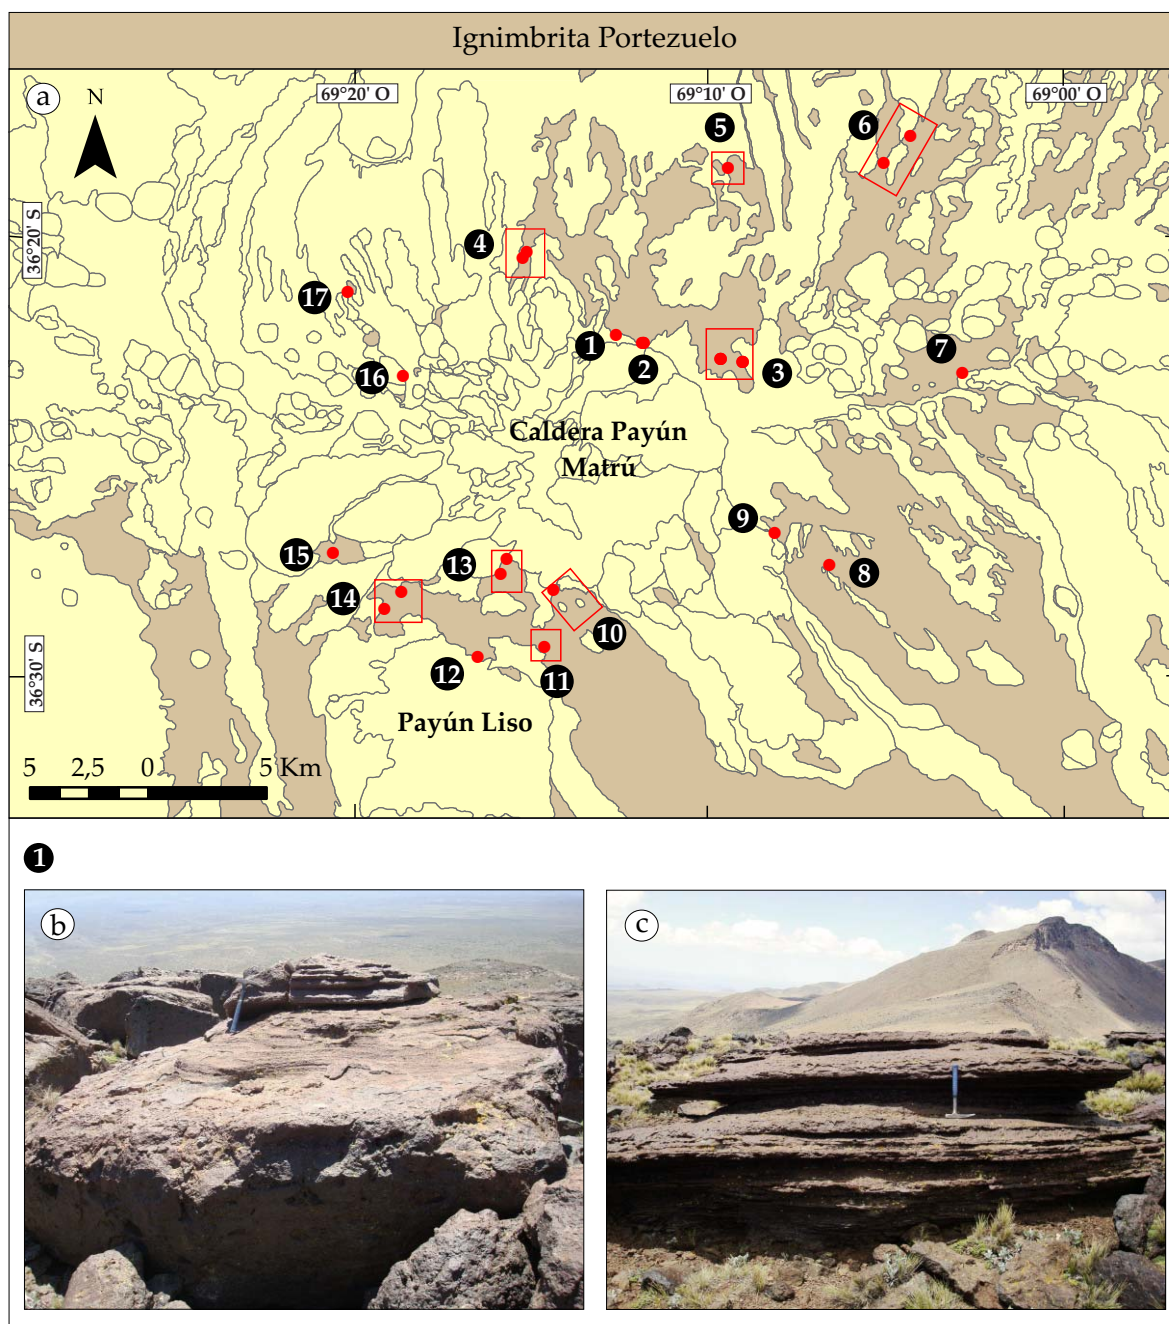 Ignimbrita Portezuelo
a
N
69°20' O
69°10' O
69°00' O
5
6
36°20' S
4
17
1
2
3
7
16
Caldera Payún
Matrú
9
8
15
13
14
10
12
11
36°30' S
Payún Liso
5 2,5 0 5 Km
1
b
c